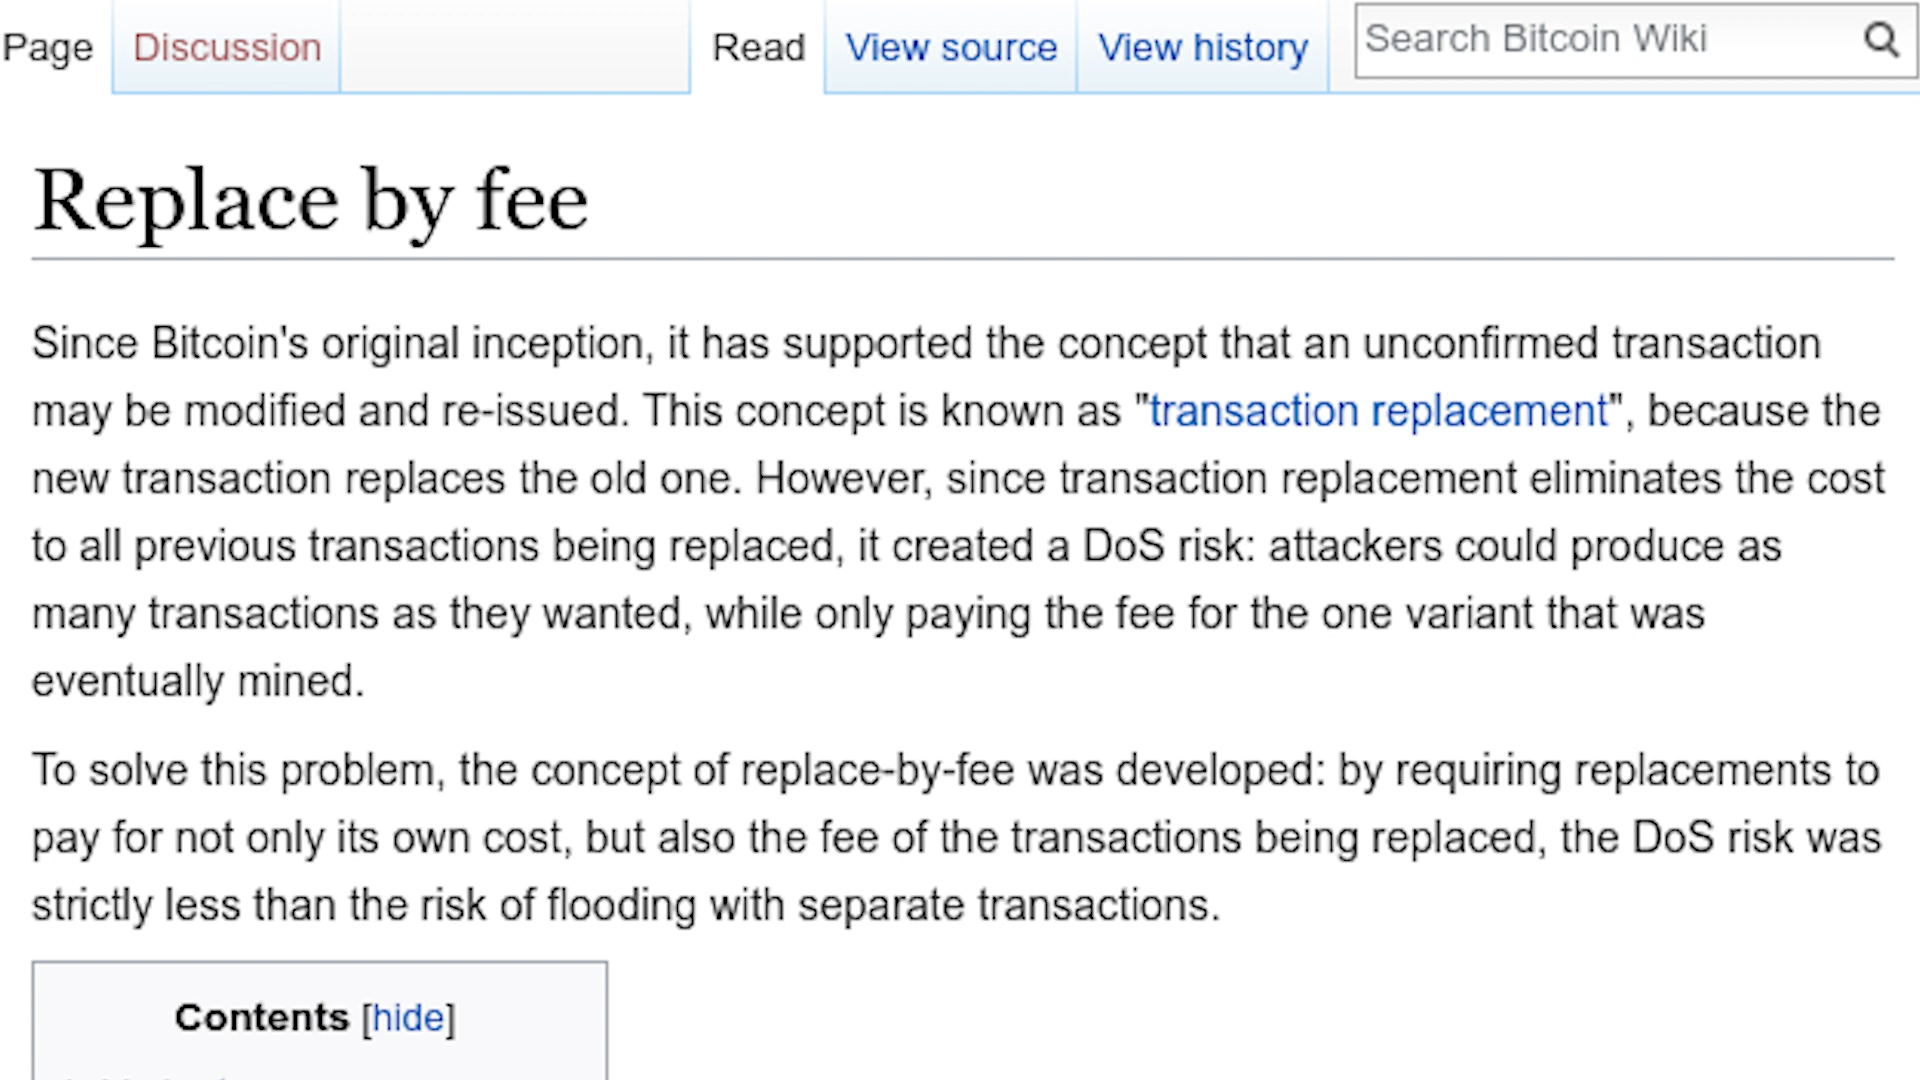 Page Discussion Read View source View history Search Bitcoin Wiki
Replace by fee
Since Bitcoin's original inception, it has supported the concept that an unconfirmed transaction
may be modified and re-issued. This concept is known as "transaction replacement", because the
new transaction replaces the old one. However, since transaction replacement eliminates the cost
to all previous transactions being replaced, it created a DoS risk: attackers could produce as
many transactions as they wanted, while only paying the fee for the one variant that was
eventually mined.
To solve this problem, the concept of replace-by-fee was developed: by requiring replacements to
pay for not only its own cost, but also the fee of the transactions being replaced, the DoS risk was
strictly less than the risk of flooding with separate transactions.
Contents [hide]